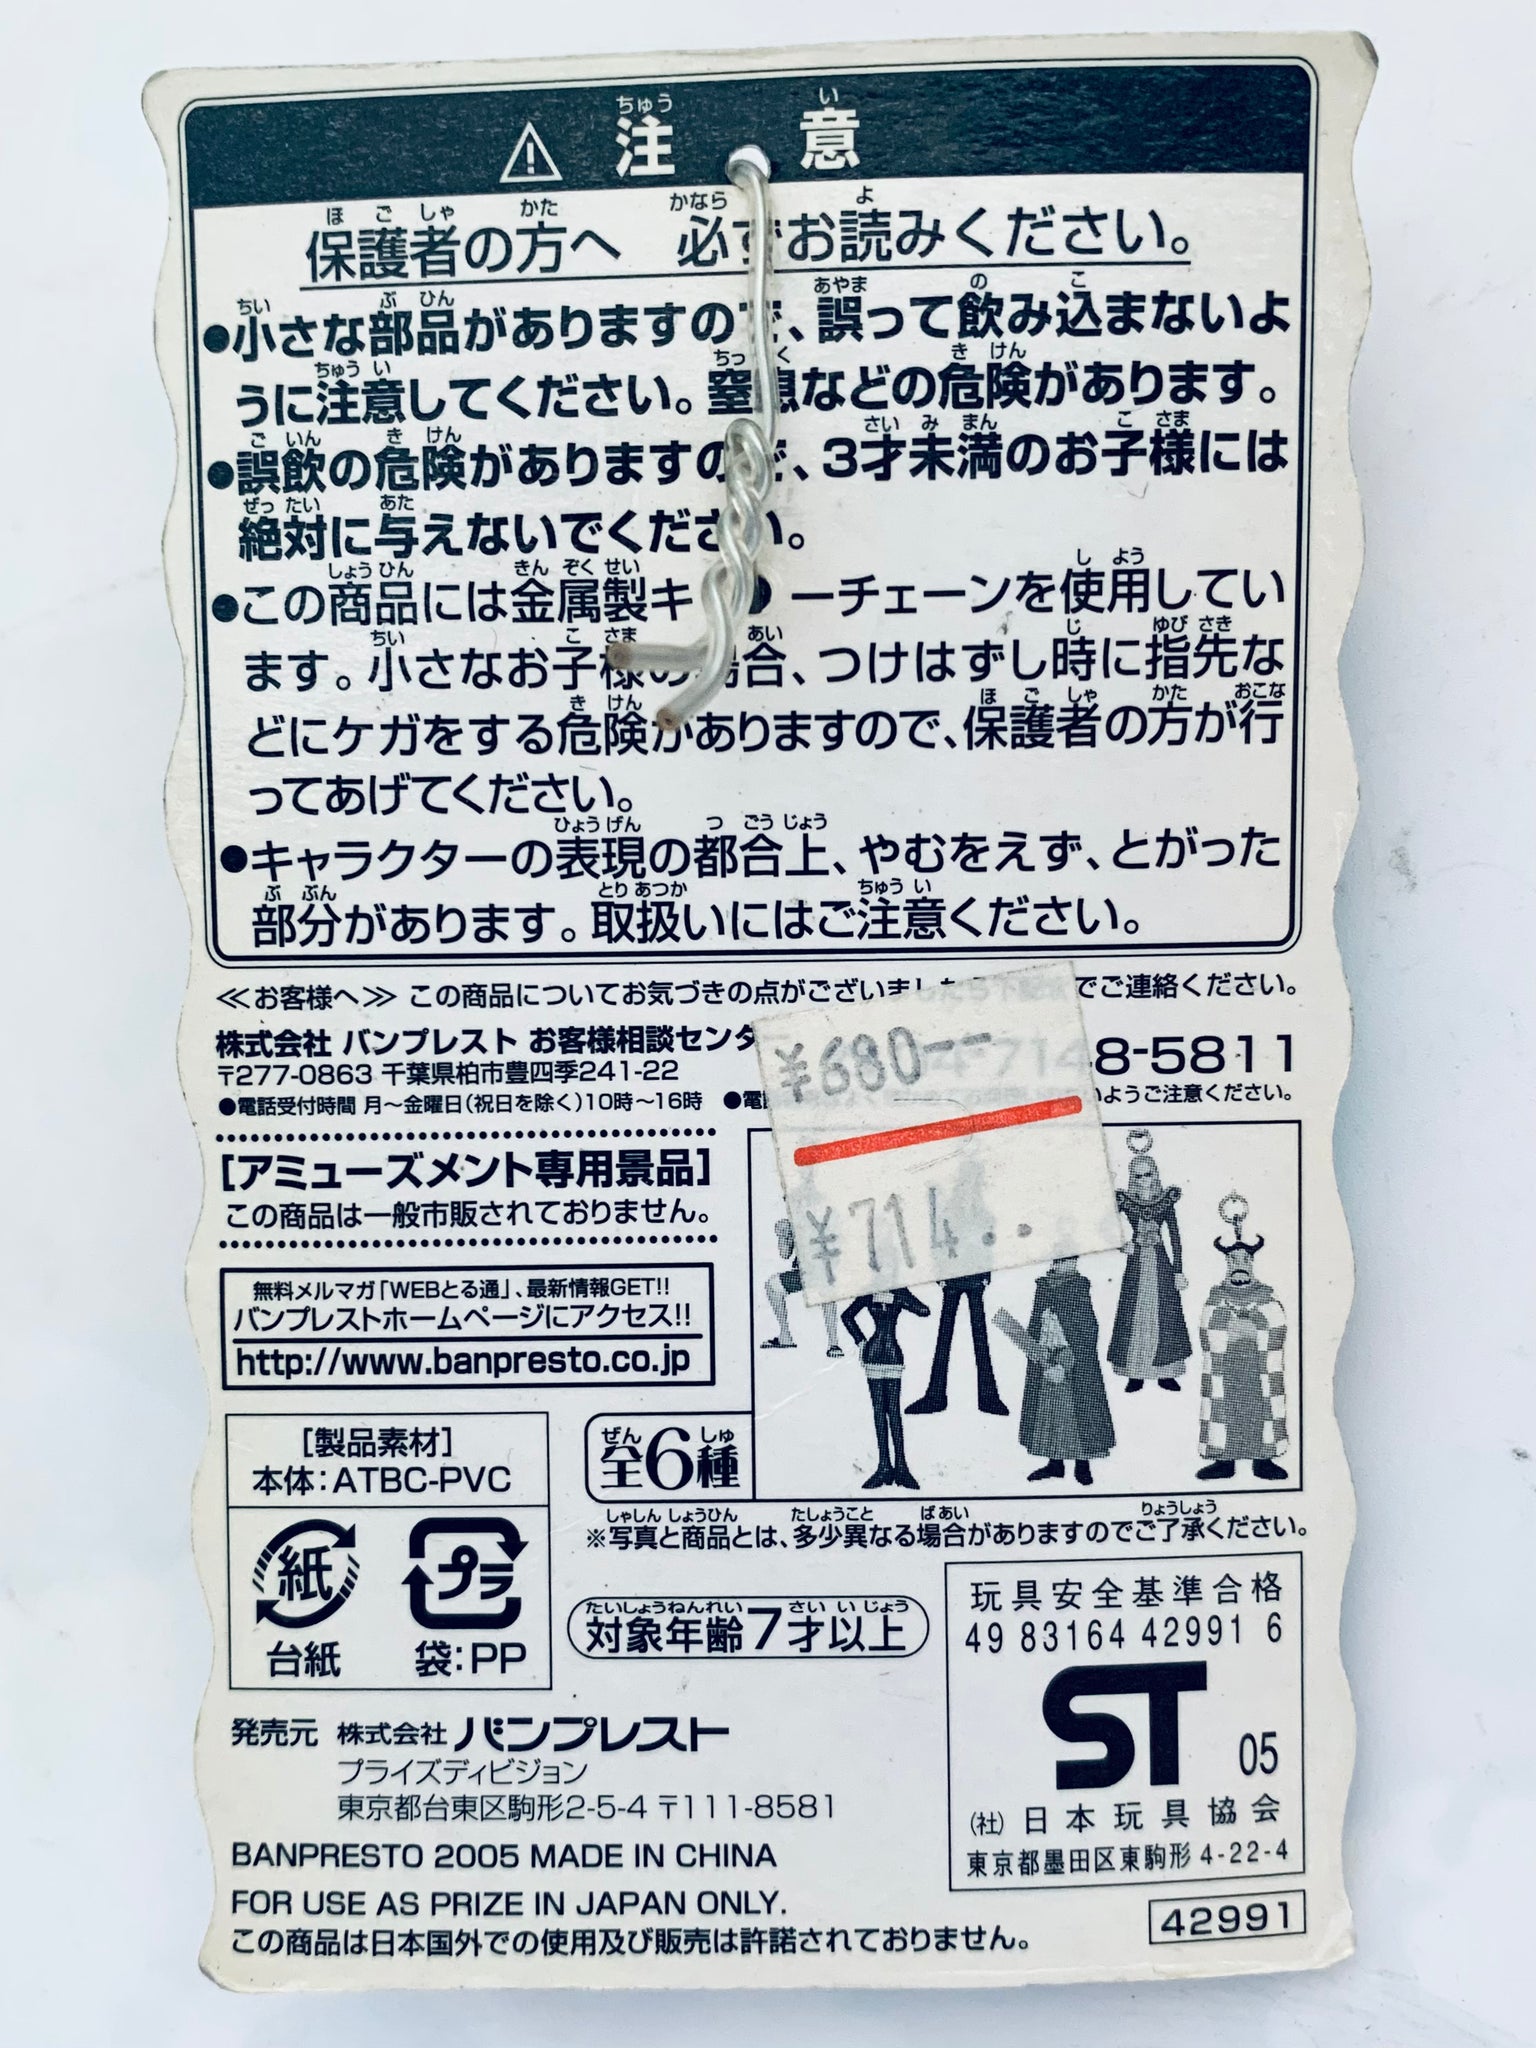 注意
保護者の方へ 必ずお読みください。
●小さな部品がありますので、誤って飲み込まないよ
うに注意してください。窒息などの危険があります。
●誤飲の危険がありますので、3才未満のお子様には
絶対に与えないでください。
●この商品には金属製キーチェーンを使用してい
ます。小さなお子様の場合、つけはずし時に指先な
どにケガをする危険がありますので、保護者の方が行
ってあげてください。
●キャラクターの表現の都合上、やむをえず、とがった
部分があります。取扱いにはご注意ください。
≪お客様へ≫ この商品についてお気づきの点がございましたら下記までご連絡ください。
株式会社 バンプレスト お客様相談センタ
8-5811
〒277-0863 千葉県柏市豊四季241-22
●電話受付時間 月〜金曜日(祝日を除く)10時〜16時 ●電
いようご注意ください。
¥680--
¥714..
[アミューズメント専用景品]
この商品は一般市販されておりません。
無料メルマガ「WEBとる通」、最新情報GET!!
バンプレストホームページにアクセス!!
http://www.banpresto.co.jp
[製品素材]
本体:ATBC-PVC
紙
プラ
台紙
袋:PP
全6種
※写真と商品とは、多少異なる場合がありますのでご了承ください。
対象年齢7才以上
玩具安全基準合格
49 83164 42991 6
ST 05
(社)日本玩具協会
東京都墨田区東駒形4-22-4
発売元 株式会社 バンプレスト
プライズディビジョン
東京都台東区駒形2-5-4 〒111-8581
BANPRESTO 2005 MADE IN CHINA
FOR USE AS PRIZE IN JAPAN ONLY.
この商品は日本国外での使用及び販売は許諾されておりません。
42991